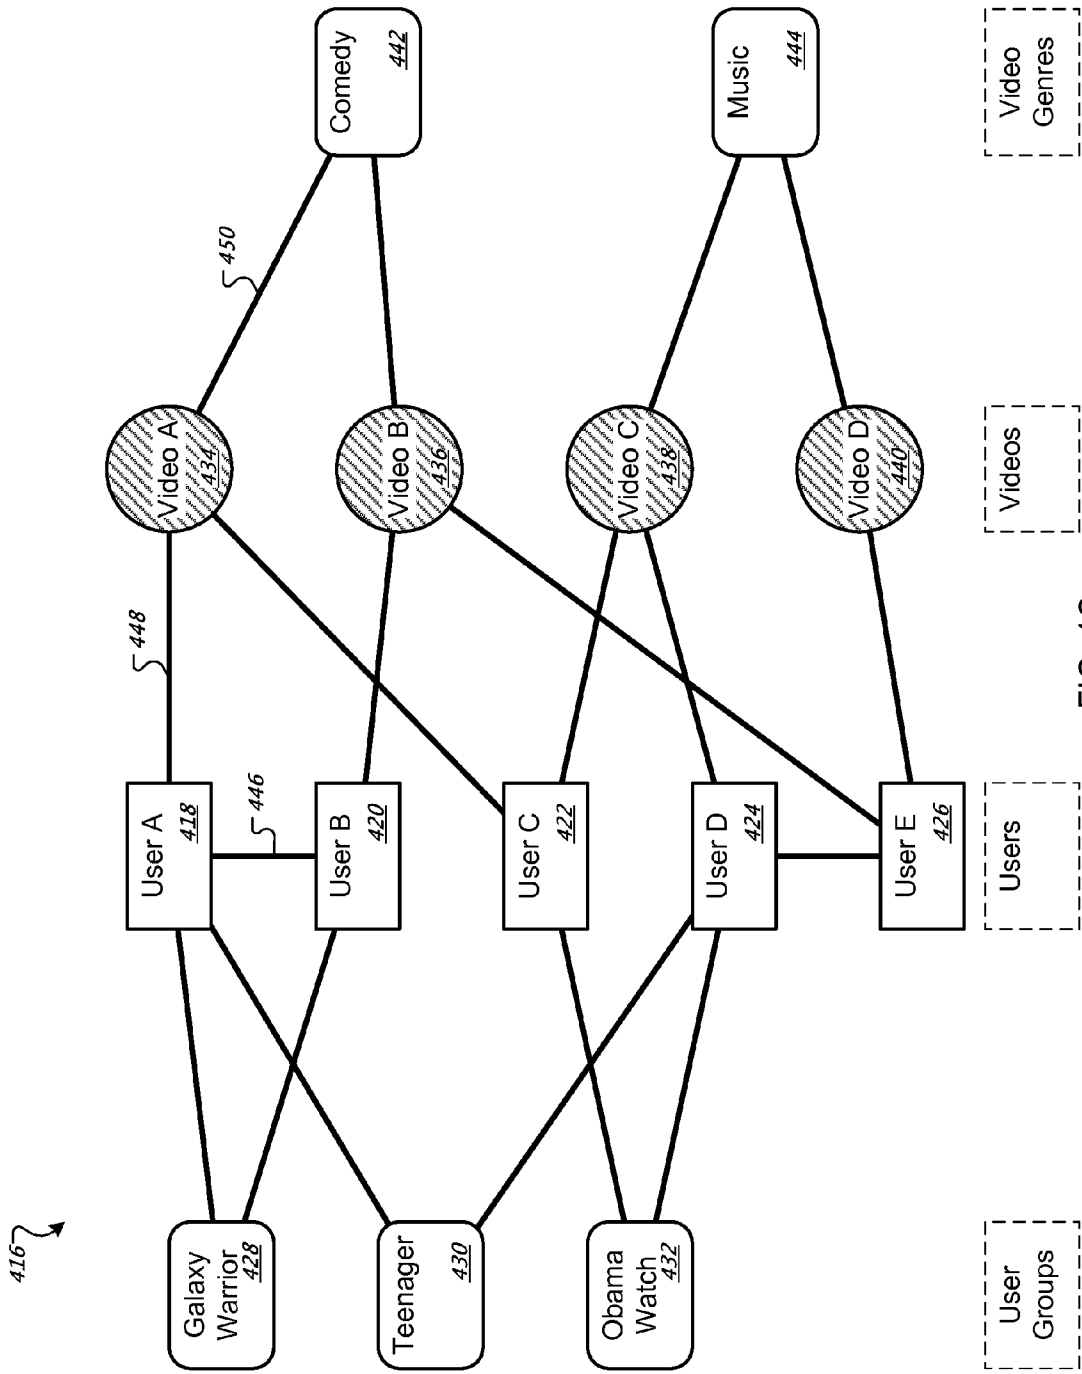 416
Galaxy
Warrior
428
Teenager
430
Obama
Watch
432
User
Groups
User A
418
446
User B
420
User C
422
User D
424
User E
426
Users
448
Video A
434
Video B
436
Video C
438
Video D
440
Videos
450
Comedy
442
Music
444
Video
Genres